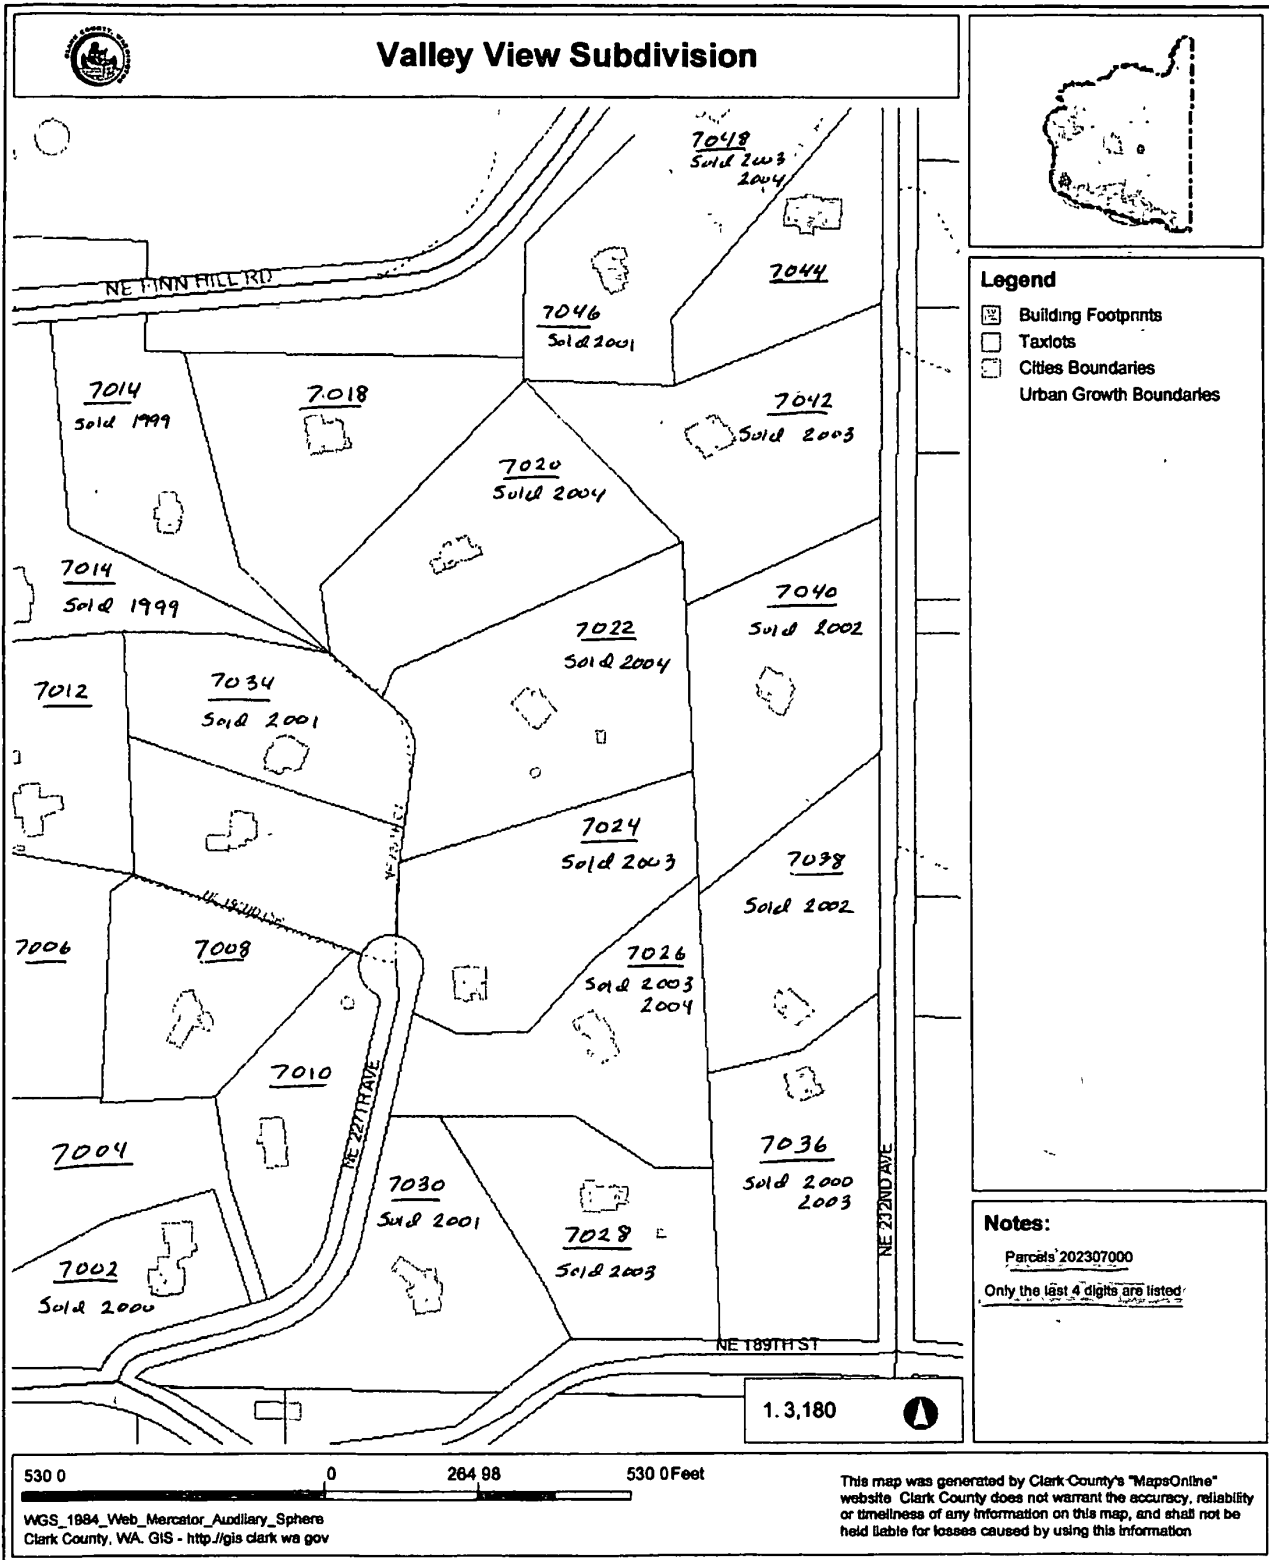 Valley View Subdivision
7048
Sold 2003
2004
7044
NE FINN HILL RD
7046
Sold 2001
7014
Sold 1999
7018
7042
Sold 2003
7020
Sold 2004
7014
Sold 1999
7040
Sold 2002
7022
Sold 2004
7012
7034
Sold 2001
7024
Sold 2003
7038
Sold 2002
7006
7008
7026
Sold 2003
2004
7010
NE 227TH AVE
7004
7036
Sold 2000
2003
NE 232ND AVE
7030
Sold 2001
7028
Sold 2003
7002
Sold 2000
NE 189TH ST
1. 3,180
Legend
Building Footprints
Taxlots
Cities Boundaries
Urban Growth Boundaries
Notes:
Parcels 202307000
Only the last 4 digits are listed
530 0
0
264 98
530 0 Feet
WGS_1984_Web_Mercator_Auxiliary_Sphere
Clark County, WA. GIS - http://gis clark wa gov
This map was generated by Clark County's "MapsOnline"
website Clark County does not warrant the accuracy, reliability
or timeliness of any information on this map, and shall not be
held liable for losses caused by using this information